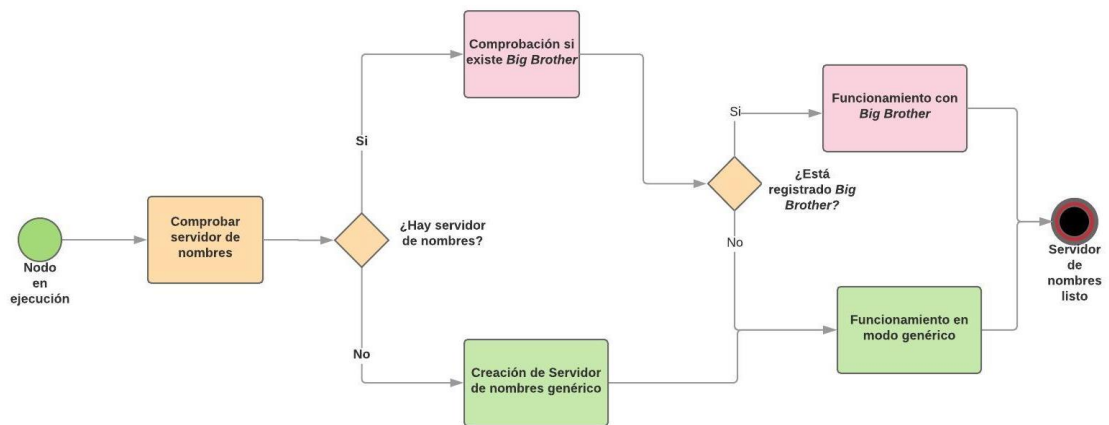 Nodo
en
ejecución
Comprobar
servidor de
nombres
¿Hay servidor
de nombres?
Si
Comprobación si
existe Big Brother
No
Creación de Servidor
de nombres genérico
¿Está
registrado Big
Brother?
Si
Funcionamiento con
Big Brother
No
Funcionamiento en
modo genérico
Servidor
de
nombres
listo